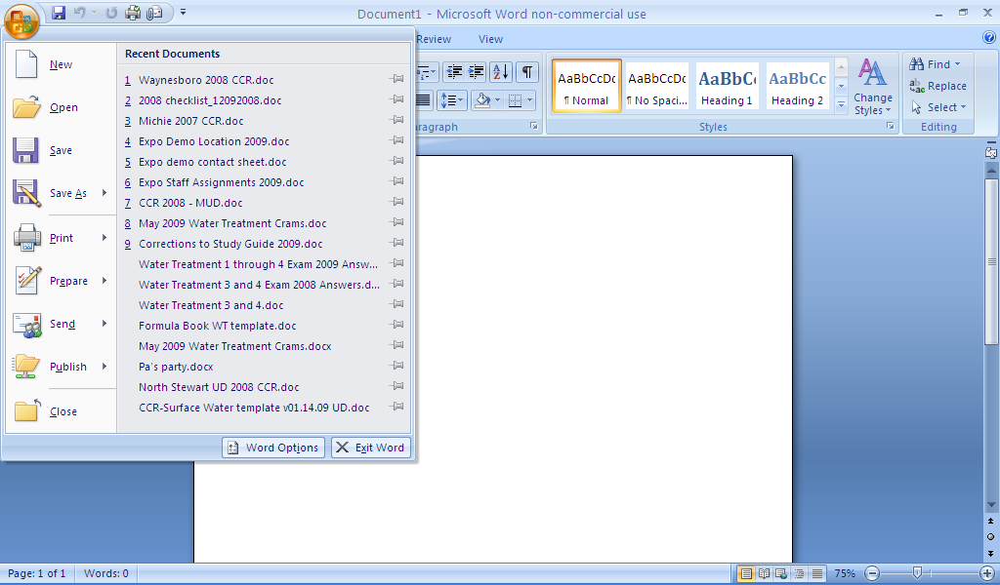 Document1 - Microsoft Word non-commercial use
Review View
New
Open
Save
Save As
Print
Prepare
Send
Publish
Close
Recent Documents
1 Waynesboro 2008 CCR.doc
2 2008 checklist_12092008.doc
3 Michie 2007 CCR.doc
4 Expo Demo Location 2009.doc
5 Expo demo contact sheet.doc
6 Expo Staff Assignments 2009.doc
7 CCR 2008 - MUD.doc
8 May 2009 Water Treatment Crams.doc
9 Corrections to Study Guide 2009.doc
Water Treatment 1 through 4 Exam 2009 Answ...
Water Treatment 3 and 4 Exam 2008 Answers.d...
Water Treatment 3 and 4.doc
Formula Book WT template.doc
May 2009 Water Treatment Crams.docx
Pa's party.docx
North Stewart UD 2008 CCR.doc
CCR-Surface Water template v01.14.09 UD.doc
Word Options Exit Word
AaBbCcDc AaBbCcDc AaBbC AaBbCc
¶ Normal ¶ No Spaci... Heading 1 Heading 2
Change
Styles
Find
Replace
Select
aragraph Styles Editing
Page: 1 of 1 Words: 0 75%